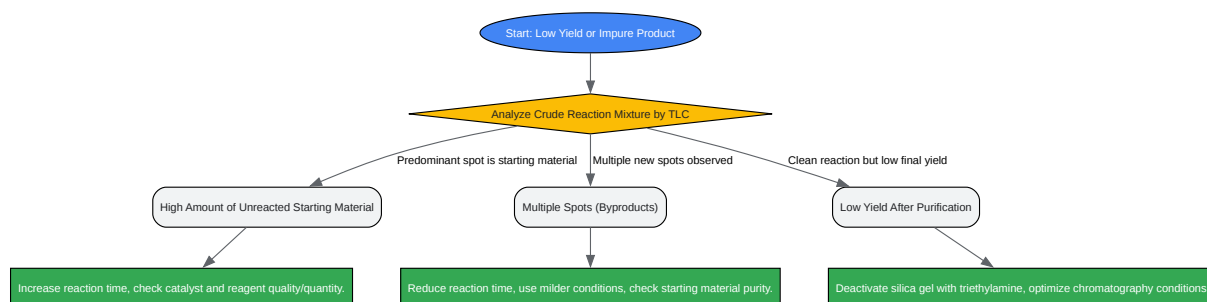 Start: Low Yield or Impure Product
Analyze Crude Reaction Mixture by TLC
Predominant spot is starting material
Multiple new spots observed
Clean reaction but low final yield
High Amount of Unreacted Starting Material
Multiple Spots (Byproducts)
Low Yield After Purification
Increase reaction time, check catalyst and reagent quality/quantity.
Reduce reaction time, use milder conditions, check starting material purity.
Deactivate silica gel with triethylamine, optimize chromatography conditions